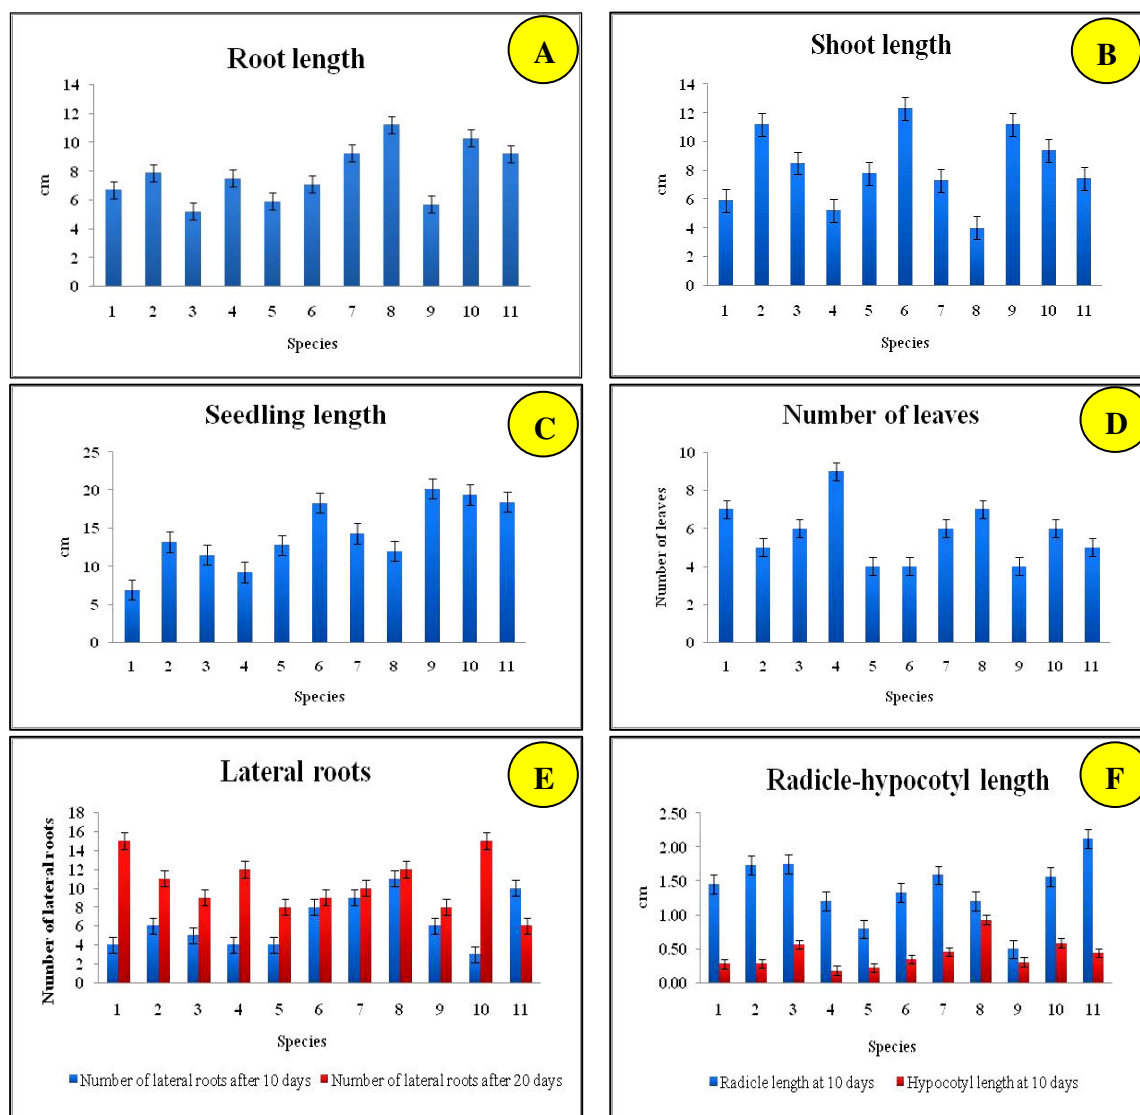 Root length
A
14
12
10
8
6
4
2
0
cm
1 2 3 4 5 6 7 8 9 10 11
Species
Shoot length
B
14
12
10
8
6
4
2
0
cm
1 2 3 4 5 6 7 8 9 10 11
Species
Seedling length
C
25
20
15
10
5
0
cm
1 2 3 4 5 6 7 8 9 10 11
Species
Number of leaves
D
10
8
6
4
2
0
Number of leaves
1 2 3 4 5 6 7 8 9 10 11
Species
Lateral roots
E
18
16
14
12
10
8
6
4
2
0
Number of lateral roots
1 2 3 4 5 6 7 8 9 10 11
Species
Number of lateral roots after 10 days Number of lateral roots after 20 days
Radicle-hypocotyl length
F
2.50
2.00
1.50
1.00
0.50
0.00
cm
1 2 3 4 5 6 7 8 9 10 11
Species
Radicle length at 10 days Hypocotyl length at 10 days